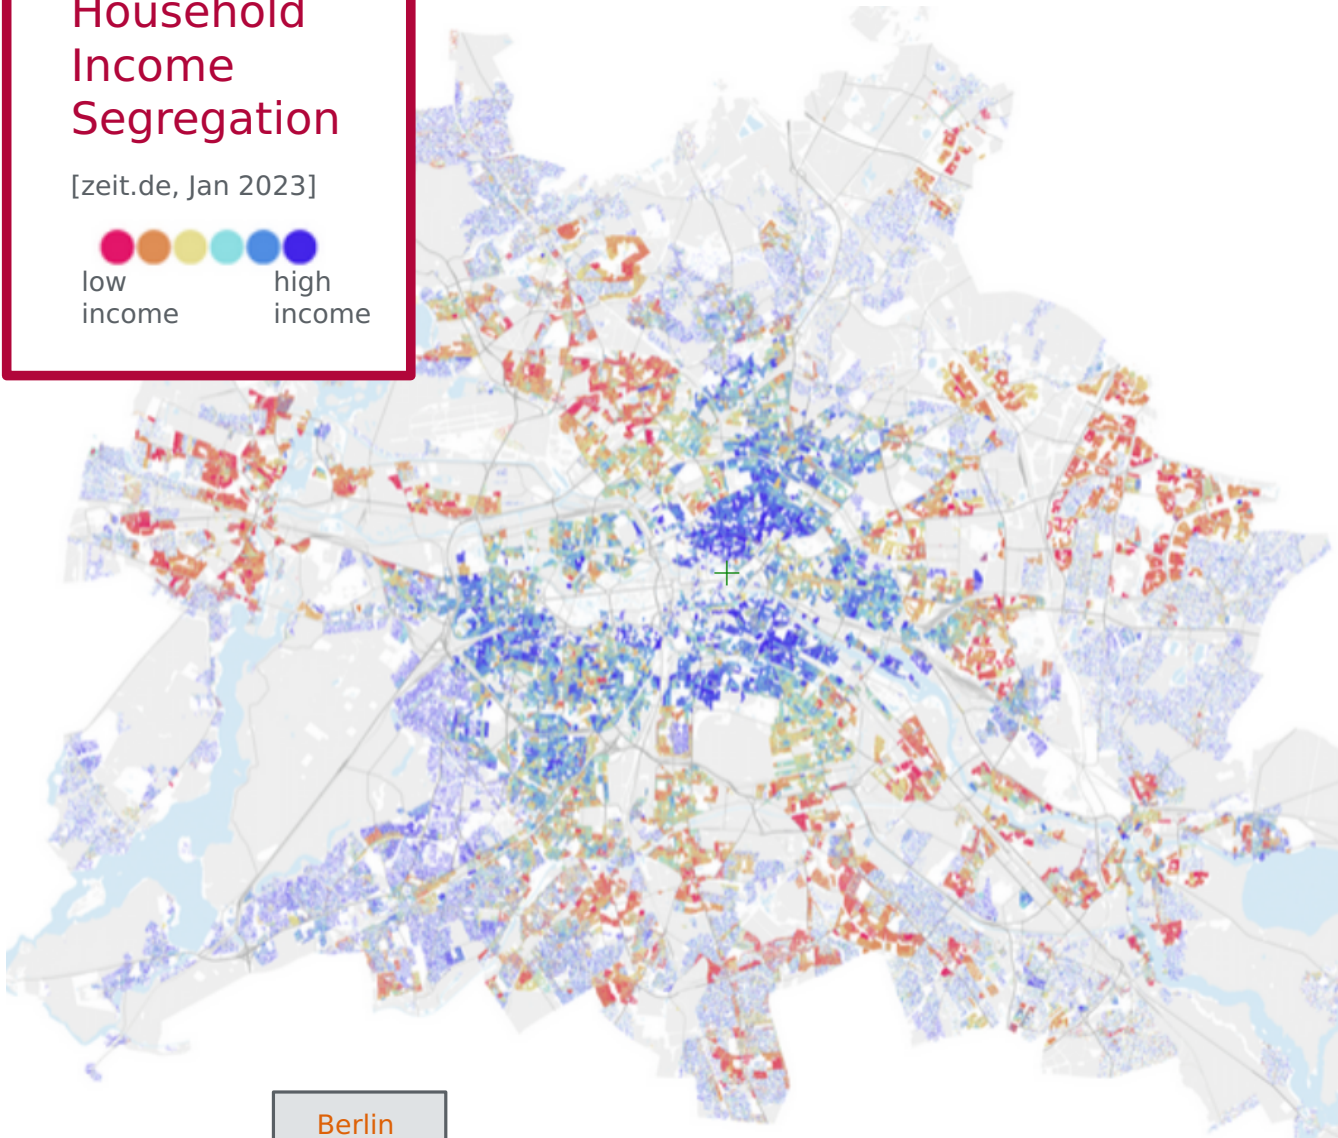 Household
Income
Segregation
[zeit.de, Jan 2023]
low
income
high
income
Berlin